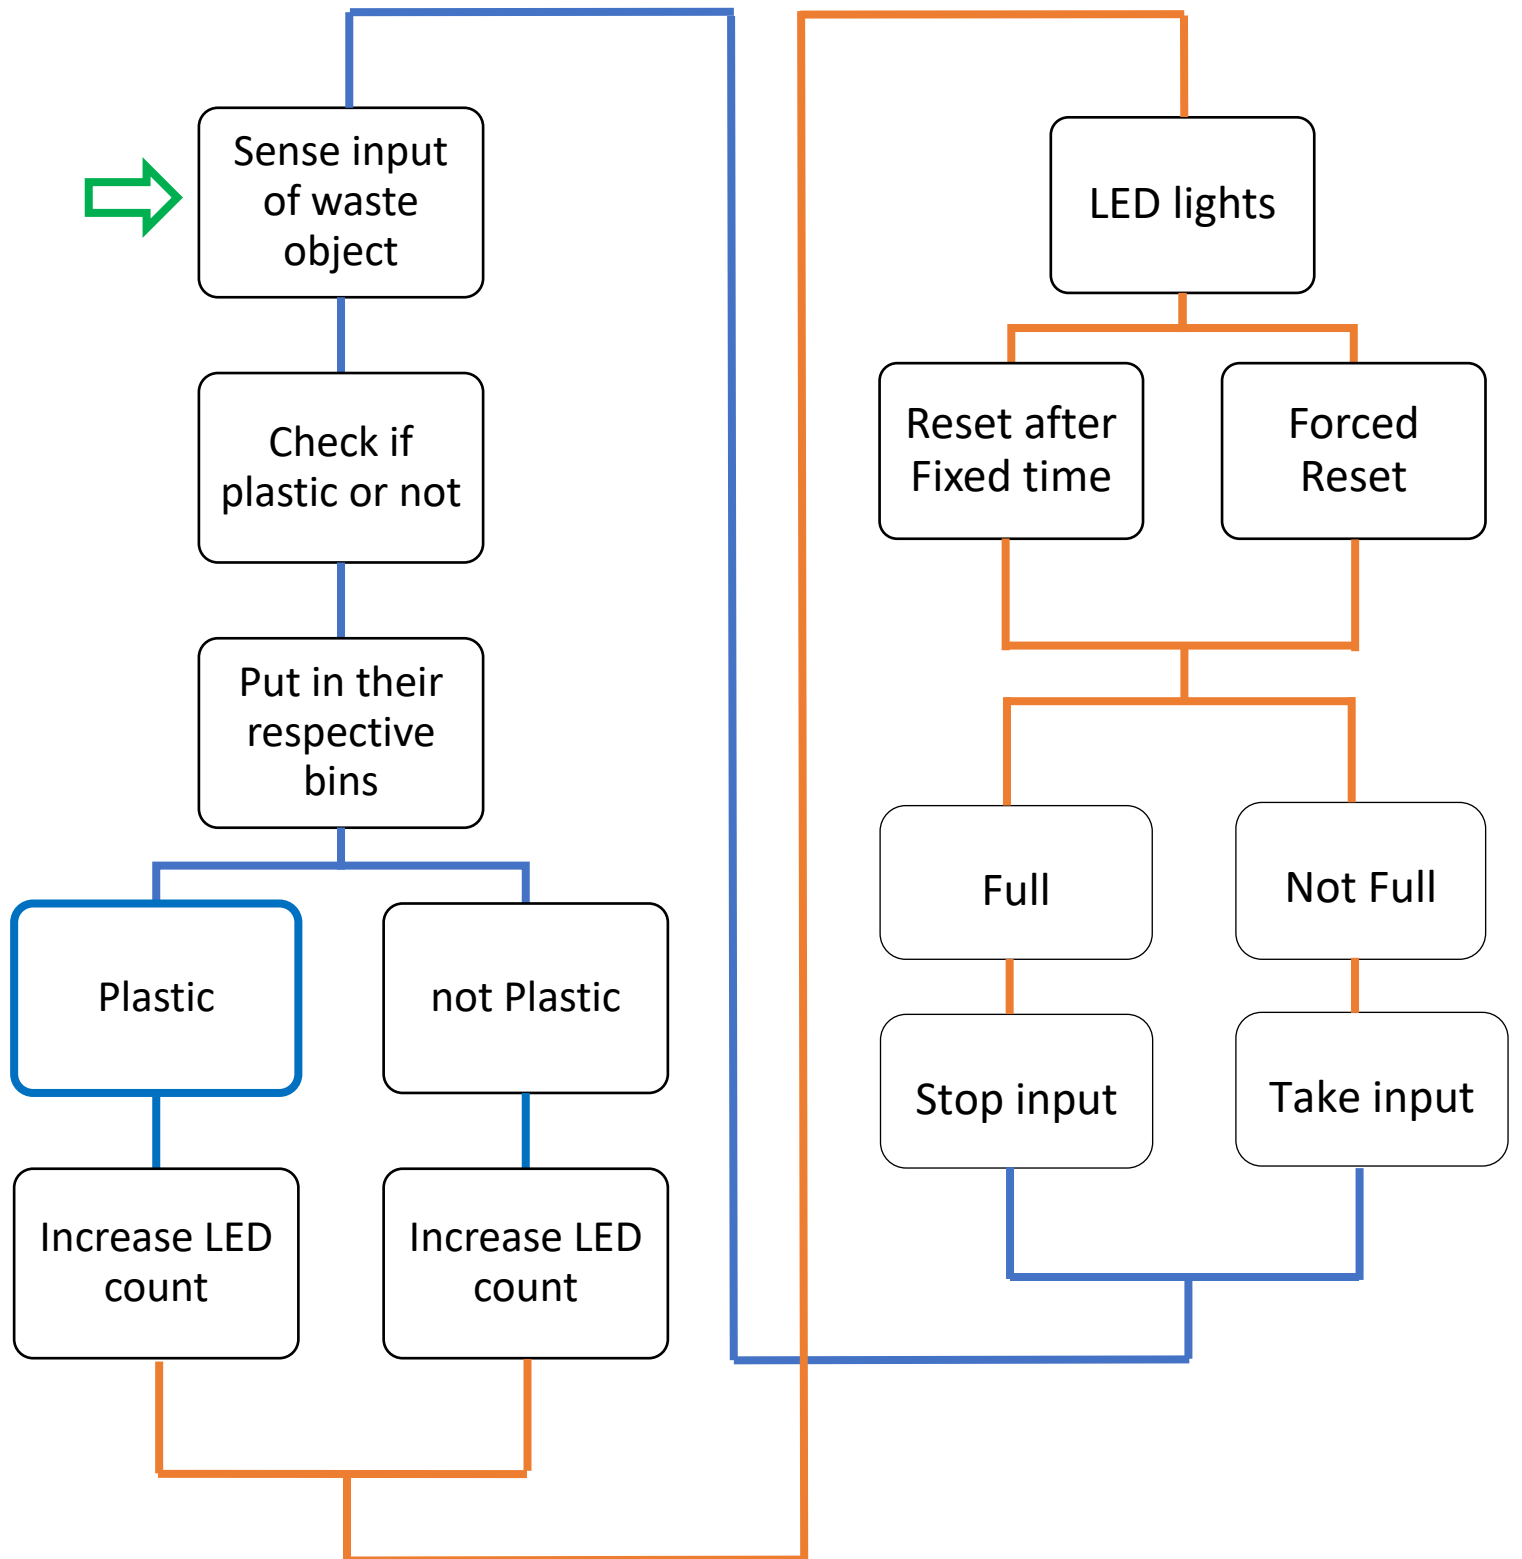 Sense input
of waste
object
Check if
plastic or not
Put in their
respective
bins
Plastic
not Plastic
Increase LED
count
Increase LED
count
LED lights
Reset after
Fixed time
Forced
Reset
Full
Not Full
Stop input
Take input